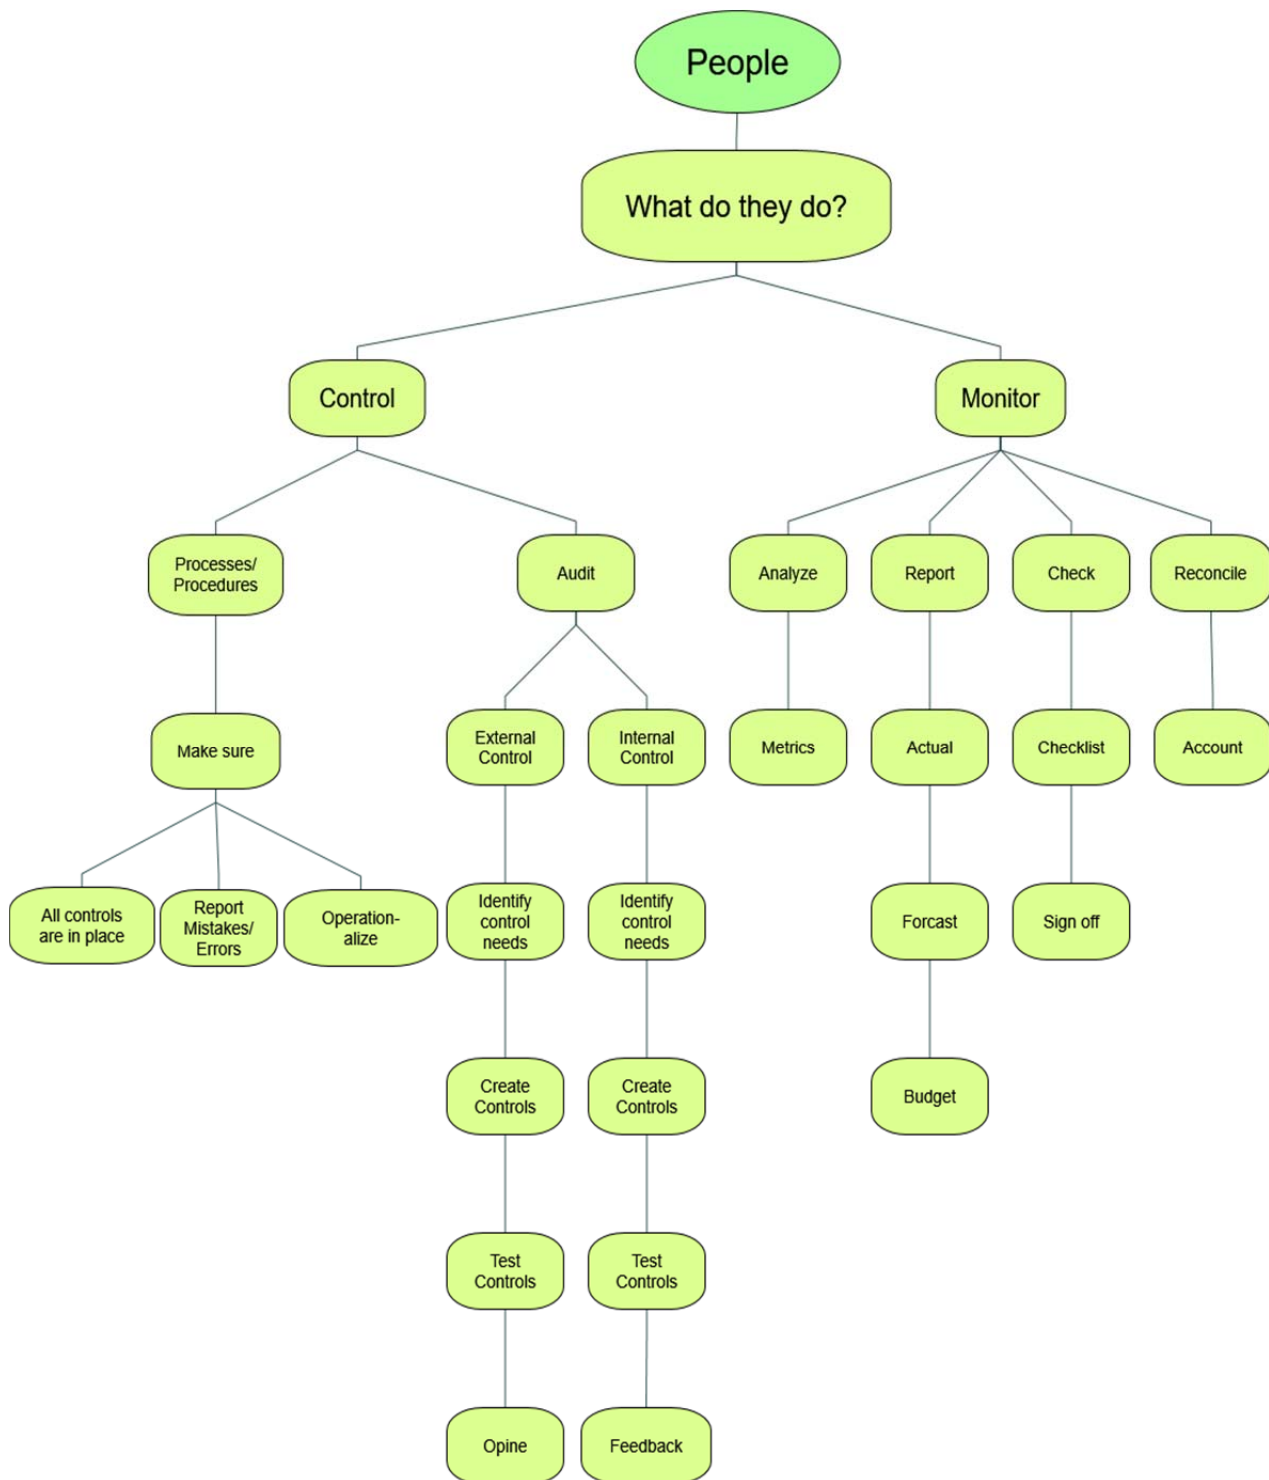 People
What do they do?
Control
Monitor
Processes/
Procedures
Audit
Analyze
Report
Check
Reconcile
Make sure
External
Control
Internal
Control
Metrics
Actual
Checklist
Account
All controls
are in place
Report
Mistakes/
Errors
Operation-
alize
Identify
control
needs
Identify
control
needs
Forcast
Sign off
Create
Controls
Create
Controls
Budget
Test
Controls
Test
Controls
Opine
Feedback